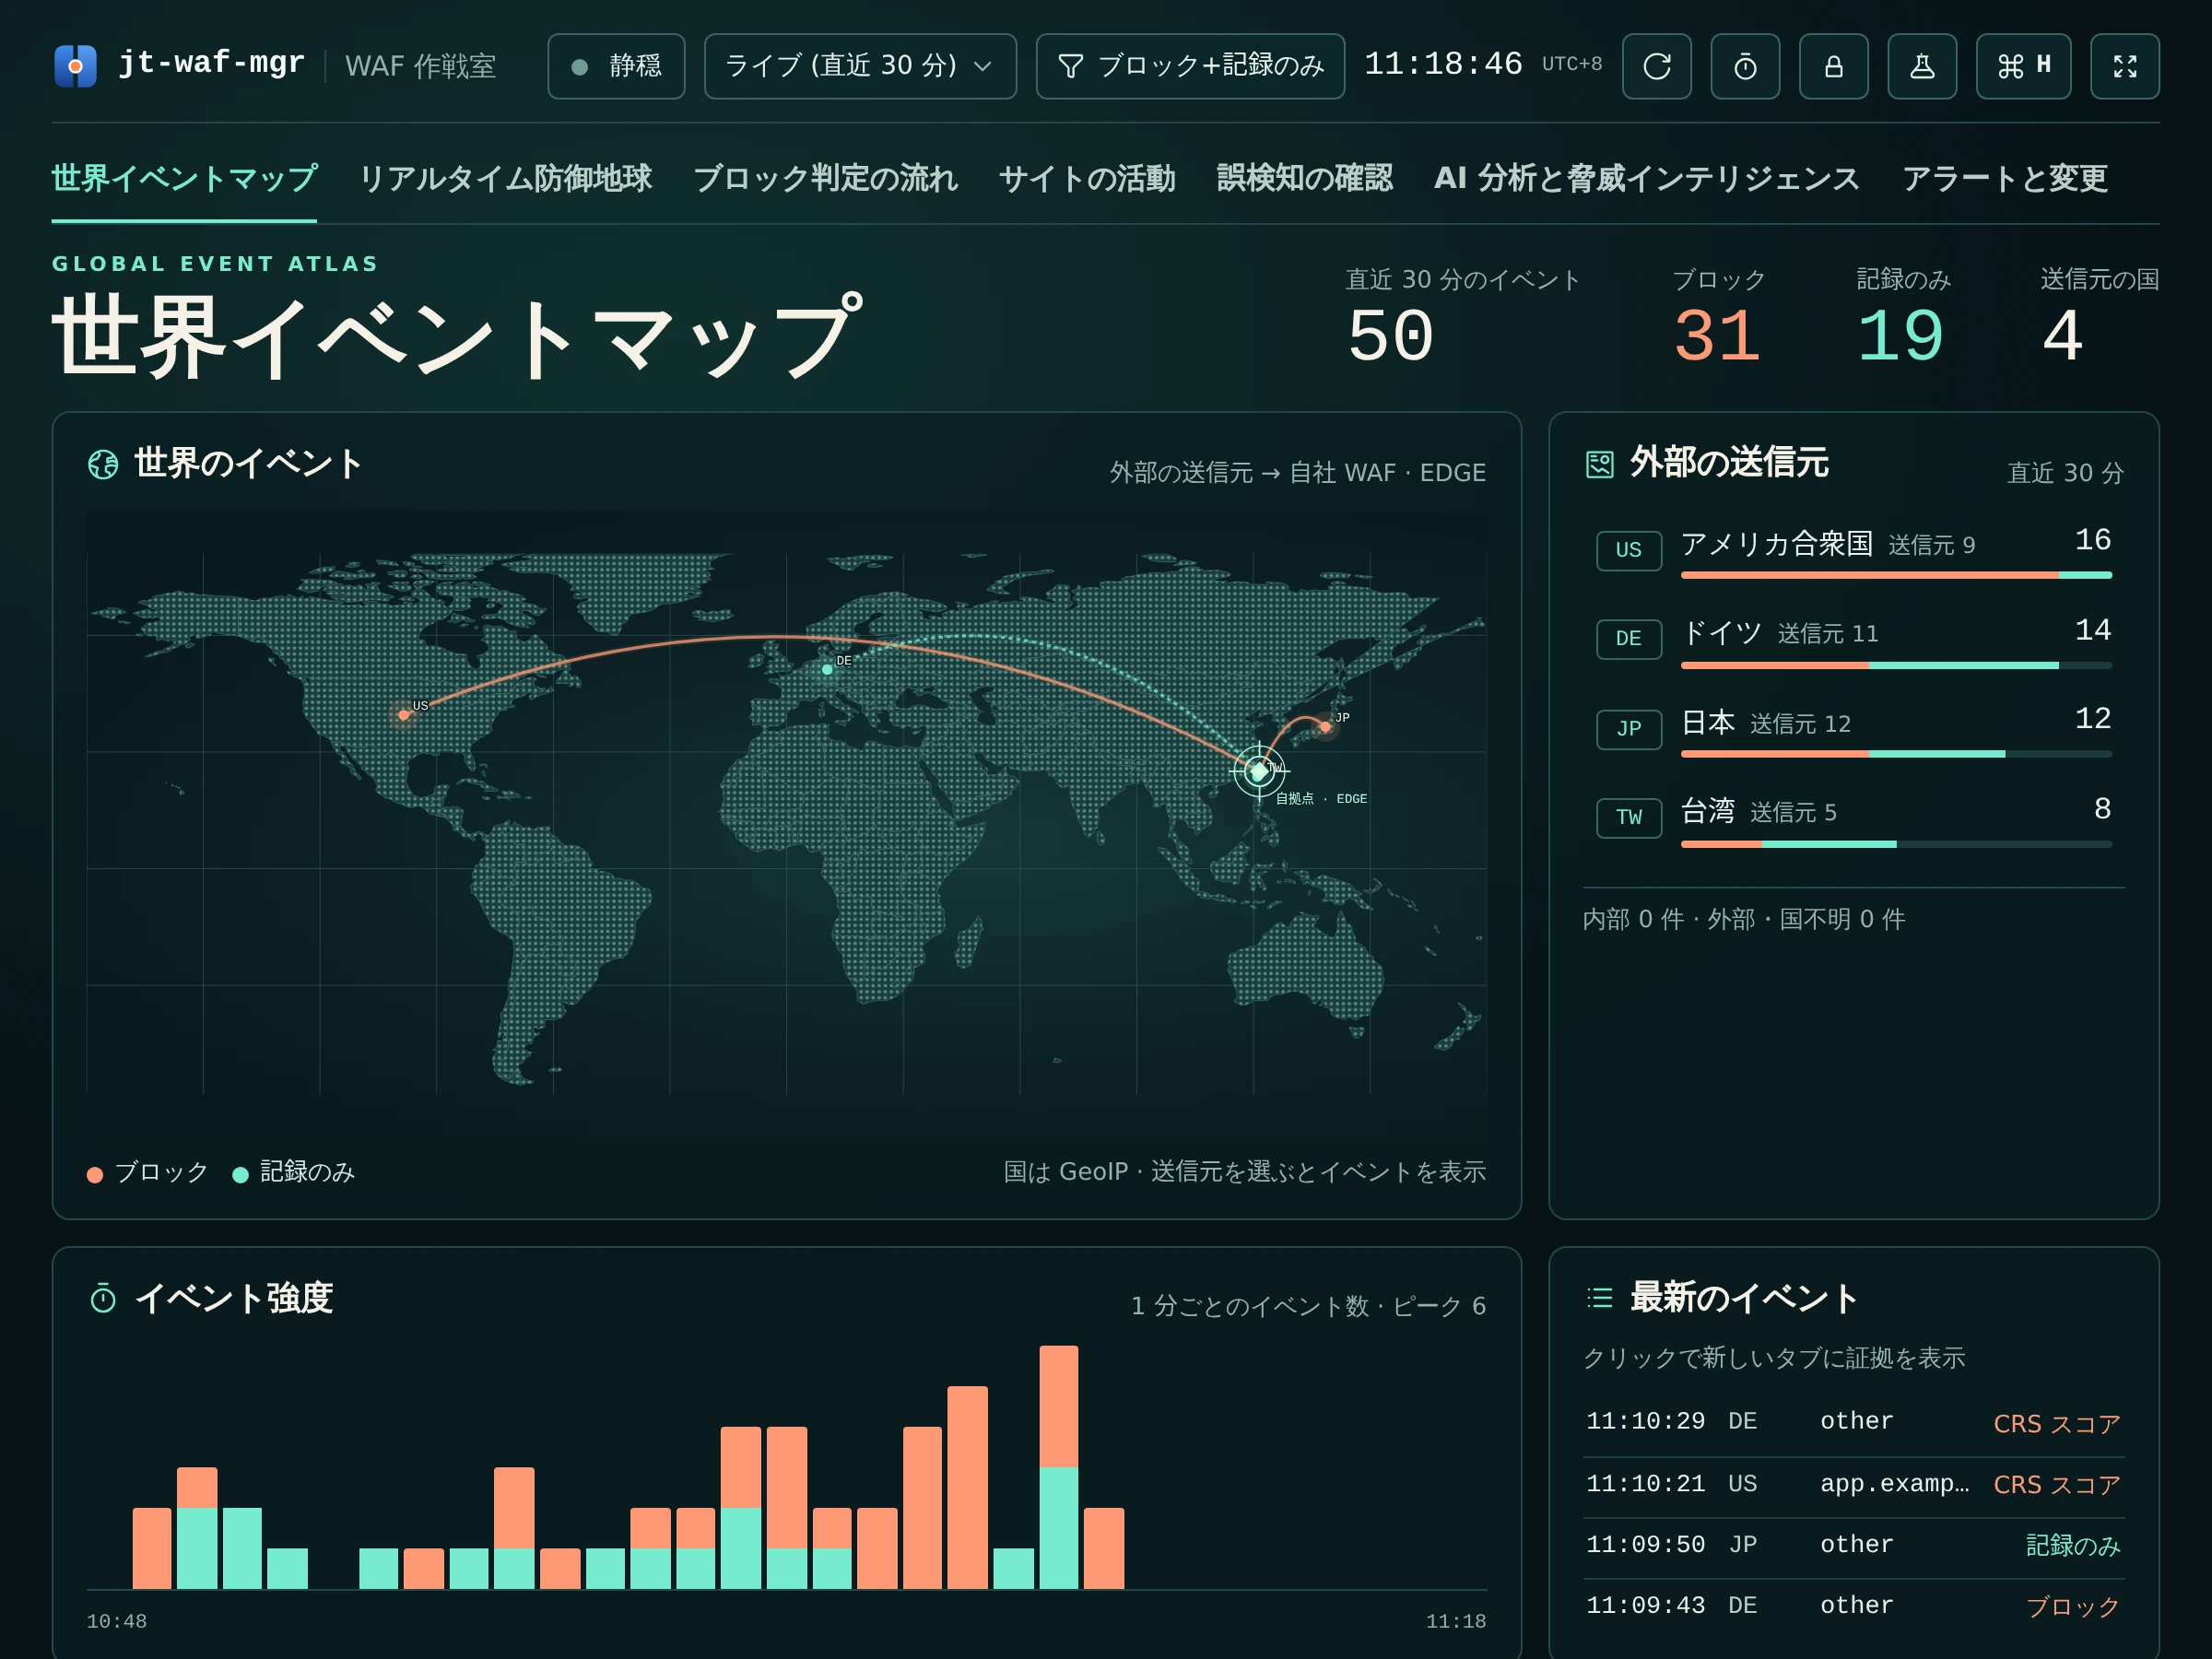 jt-waf-mgr WAF 作戦室 静穏 ライブ (直近 30 分) ブロック+記録のみ 11:18:46 UTC+8 ⌘ H
世界イベントマップ リアルタイム防御地球 ブロック判定の流れ サイトの活動 誤検知の確認 AI 分析と脅威インテリジェンス アラートと変更
GLOBAL EVENT ATLAS
世界イベントマップ
直近 30 分のイベント ブロック 記録のみ 送信元の国
50 31 19 4
世界のイベント
外部の送信元 → 自社 WAF · EDGE
DE
US
JP
TW
自拠点 · EDGE
ブロック 記録のみ
国は GeoIP · 送信元を選ぶとイベントを表示
外部の送信元 直近 30 分
US アメリカ合衆国 送信元 9 16
DE ドイツ 送信元 11 14
JP 日本 送信元 12 12
TW 台湾 送信元 5 8
内部 0 件 · 外部・国不明 0 件
イベント強度
1 分ごとのイベント数 · ピーク 6
10:48 11:18
最新のイベント
クリックで新しいタブに証拠を表示
11:10:29 DE other CRS スコア
11:10:21 US app.examp… CRS スコア
11:09:50 JP other 記録のみ
11:09:43 DE other ブロック